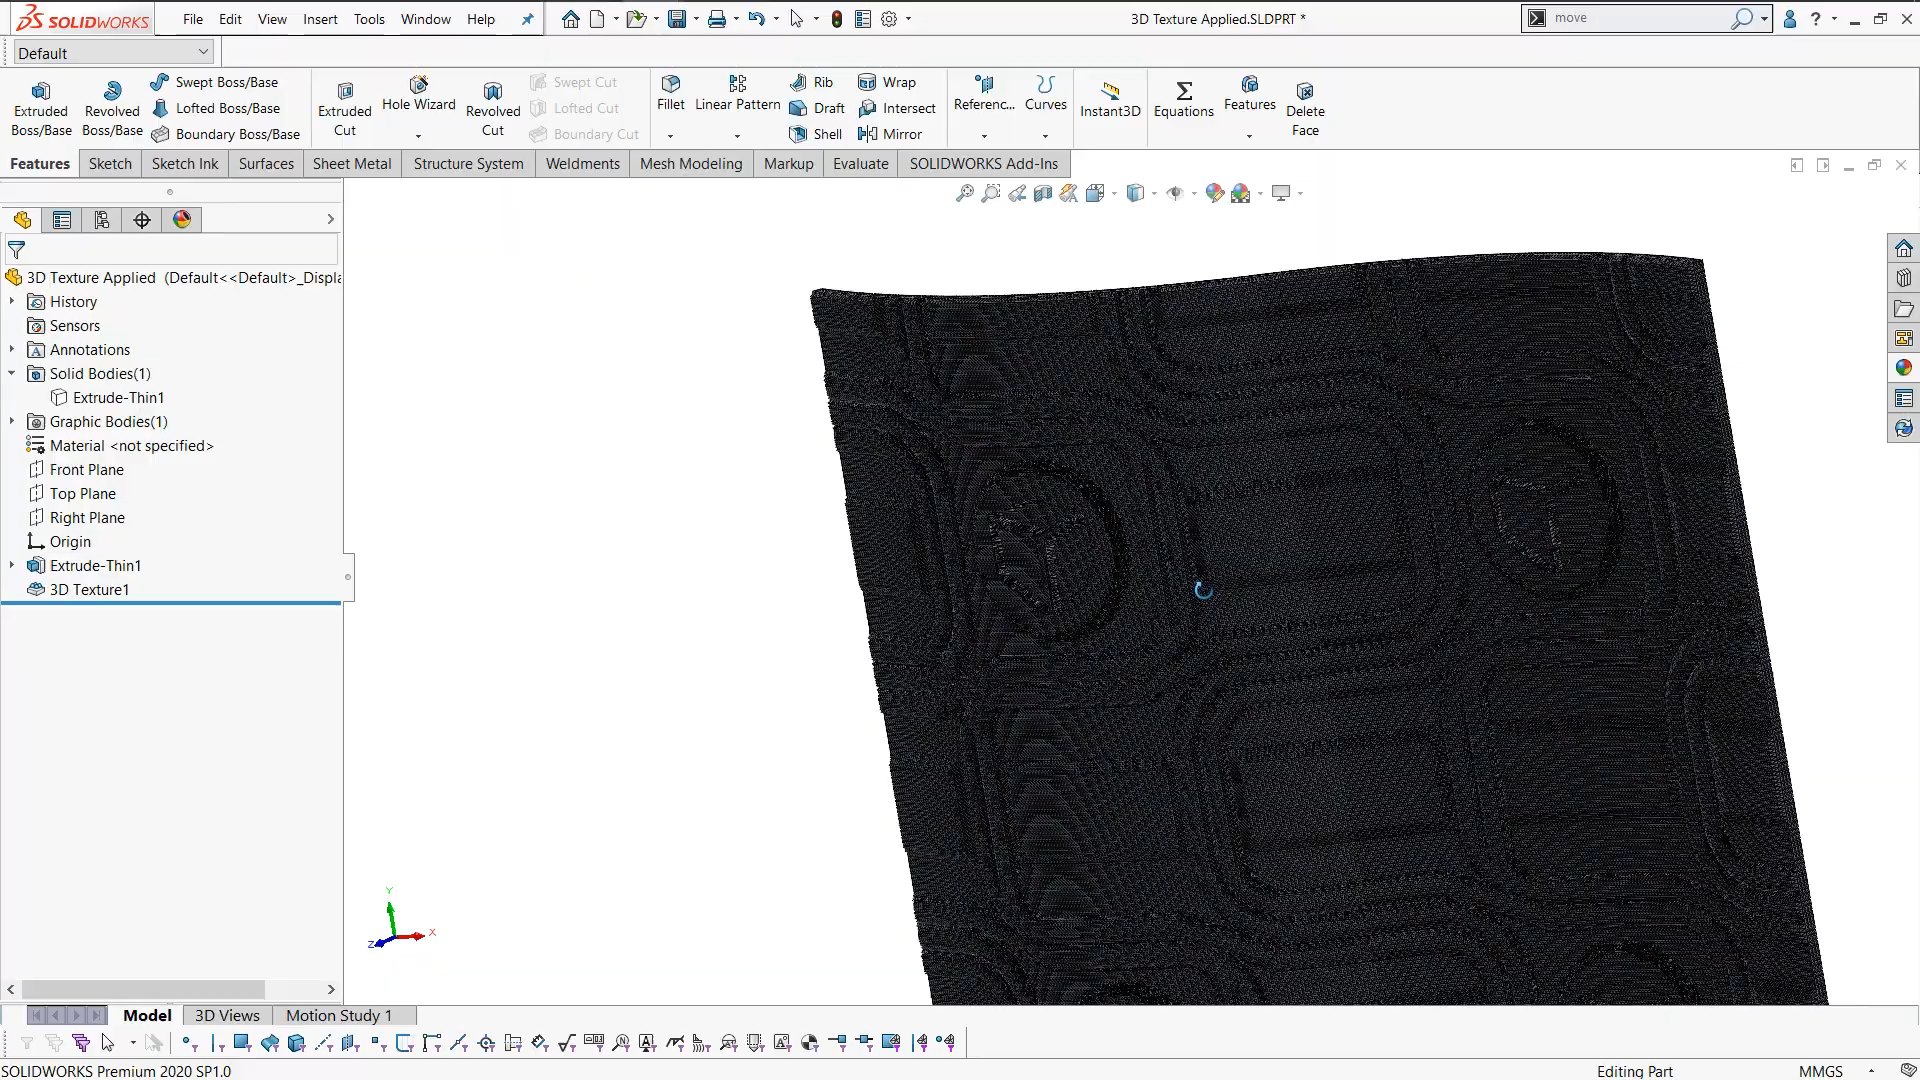 SOLIDWORKS File Edit View Insert Tools Window Help 3D Texture Applied.SLDPRT * move ?
Default
Extruded Boss/Base
Revolved Boss/Base
Swept Boss/Base
Lofted Boss/Base
Boundary Boss/Base
Extruded Cut
Hole Wizard
Revolved Cut
Swept Cut
Lofted Cut
Boundary Cut
Fillet
Linear Pattern
Rib
Draft
Shell
Wrap
Intersect
Mirror
Referenc...
Curves
Instant3D
Equations
Features
Delete Face
Features Sketch Sketch Ink Surfaces Sheet Metal Structure System Weldments Mesh Modeling Markup Evaluate SOLIDWORKS Add-Ins
3D Texture Applied (Default<<Default>_Displa
History
Sensors
Annotations
Solid Bodies(1)
Extrude-Thin1
Graphic Bodies(1)
Material <not specified>
Front Plane
Top Plane
Right Plane
Origin
Extrude-Thin1
3D Texture1
Y
X
Z
Model 3D Views Motion Study 1
SOLIDWORKS Premium 2020 SP1.0 Editing Part MMGS